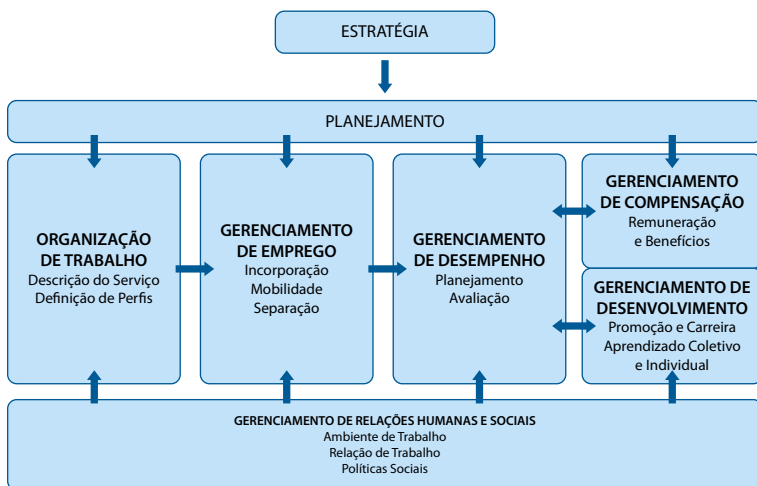 ESTRATÉGIA
PLANEJAMENTO
ORGANIZAÇÃO
DE TRABALHO
Descrição do Serviço
Definição de Perfis
GERENCIAMENTO
DE EMPREGO
Incorporação
Mobilidade
Separação
GERENCIAMENTO
DE DESEMPENHO
Planejamento
Avaliação
GERENCIAMENTO
DE COMPENSAÇÃO
Remuneração
e Benefícios
GERENCIAMENTO DE
DESENVOLVIMENTO
Promoção e Carreira
Aprendizado Coletivo
e Individual
GERENCIAMENTO DE RELAÇÕES HUMANAS E SOCIAIS
Ambiente de Trabalho
Relação de Trabalho
Políticas Sociais